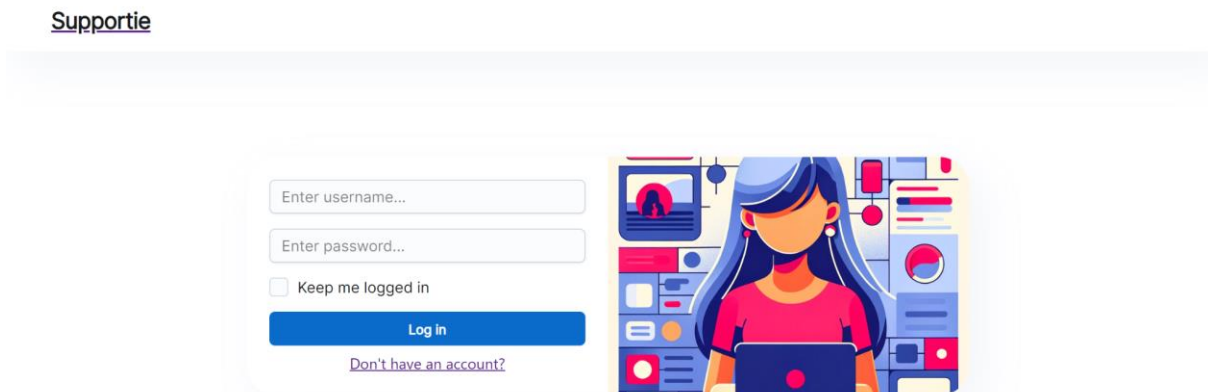 Supportie
Enter username...
Enter password...
Keep me logged in
Log in
Don't have an account?